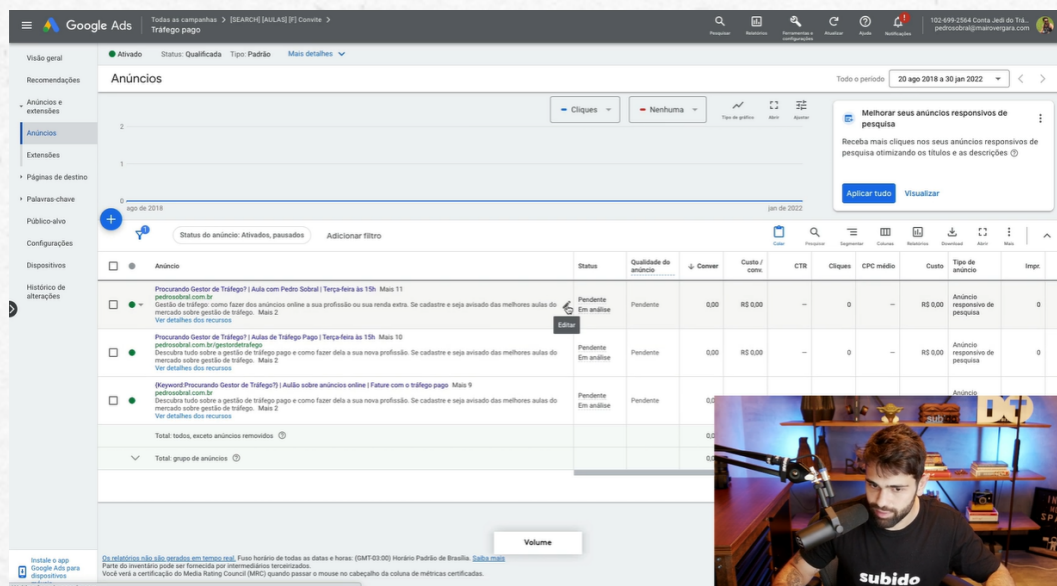 Google Ads
Todas as campanhas > [SEARCH] [AULAS] [F] Convite >
Tráfego pago
Pesquisar
Relatórios
Ferramentas e configurações
Atualizar
Ajuda
Notificações
102-699-2564 Conta Jedi do Trá...
pedrosobral@mairovergara.com
Visão geral
Recomendações
Anúncios e extensões
Anúncios
Extensões
Páginas de destino
Palavras-chave
Público-alvo
Configurações
Dispositivos
Histórico de alterações
Ativado Status: Qualificada Tipo: Padrão Mais detalhes
Anúncios
Todo o período 20 ago 2018 a 30 jan 2022
Cliques
Nenhuma
Tipo de gráfico
Abrir
Ajustar
2
1
0
ago de 2018
jan de 2022
Melhorar seus anúncios responsivos de
pesquisa
Receba mais cliques nos seus anúncios responsivos de
pesquisa otimizando os títulos e as descrições
Aplicar tudo Visualizar
1
Status do anúncio: Ativados, pausados
Adicionar filtro
Colar
Pesquisar
Segmentar
Colunas
Relatórios
Download
Abrir
Mais
Anúncio
Status
Qualidade do anúncio
Conver
Custo / conv.
CTR
Cliques
CPC médio
Custo
Tipo de anúncio
Impr.
Procurando Gestor de Tráfego? | Aula com Pedro Sobral | Terça-feira às 15h Mais 11
pedrosobral.com.br
Gestão de tráfego: como fazer dos anúncios online a sua profissão ou sua renda extra. Se cadastre e seja avisado das melhores aulas do
mercado sobre gestão de tráfego. Mais 2
Ver detalhes dos recursos
Pendente
Em análise
Pendente
0,00
R$ 0,00
–
0
–
R$ 0,00
Anúncio responsivo de pesquisa
0
Editar
Procurando Gestor de Tráfego? | Aulas de Tráfego Pago | Terça-feira às 15h Mais 10
pedrosobral.com.br/gestordetrafego
Descubra tudo sobre a gestão de tráfego pago e como fazer dela a sua nova profissão. Se cadastre e seja avisado das melhores aulas do
mercado sobre gestão de tráfego. Mais 2
Ver detalhes dos recursos
Pendente
Em análise
Pendente
0,00
R$ 0,00
–
0
–
R$ 0,00
Anúncio responsivo de pesquisa
0
{Keyword:Procurando Gestor de Tráfego?} | Aulão sobre anúncios online | Fature com o tráfego pago Mais 9
pedrosobral.com.br
Descubra tudo sobre a gestão de tráfego pago e como fazer dela a sua nova profissão. Se cadastre e seja avisado das melhores aulas do
mercado sobre gestão de tráfego. Mais 2
Ver detalhes dos recursos
Pendente
Em análise
Pendente
Anúncio
Total: todos, exceto anúncios removidos
Total: grupo de anúncios
Volume
Instale o app
Google Ads para
dispositivos
Os relatórios não são gerados em tempo real. Fuso horário de todas as datas e horas: (GMT-03:00) Horário Padrão de Brasília. Saiba mais
Parte do inventário pode ser fornecida por intermediários terceirizados.
Você verá a certificação do Media Rating Council (MRC) quando passar o mouse no cabeçalho da coluna de métricas certificadas.
sub
subido